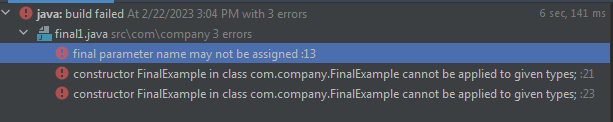 java: build failed At 2/22/2023 3:04 PM with 3 errors 6 sec, 141 ms
final1.java src\com\company 3 errors
final parameter name may not be assigned :13
constructor FinalExample in class com.company.FinalExample cannot be applied to given types; :21
constructor FinalExample in class com.company.FinalExample cannot be applied to given types; :23